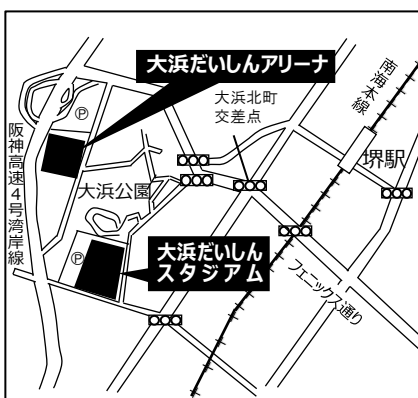 大浜だいしんアリーナ
南海本線
大浜北町
交差点
堺駅
阪神高速4号湾岸線
大浜公園
大浜だいしん
スタジアム
フェニックス通り
P
P